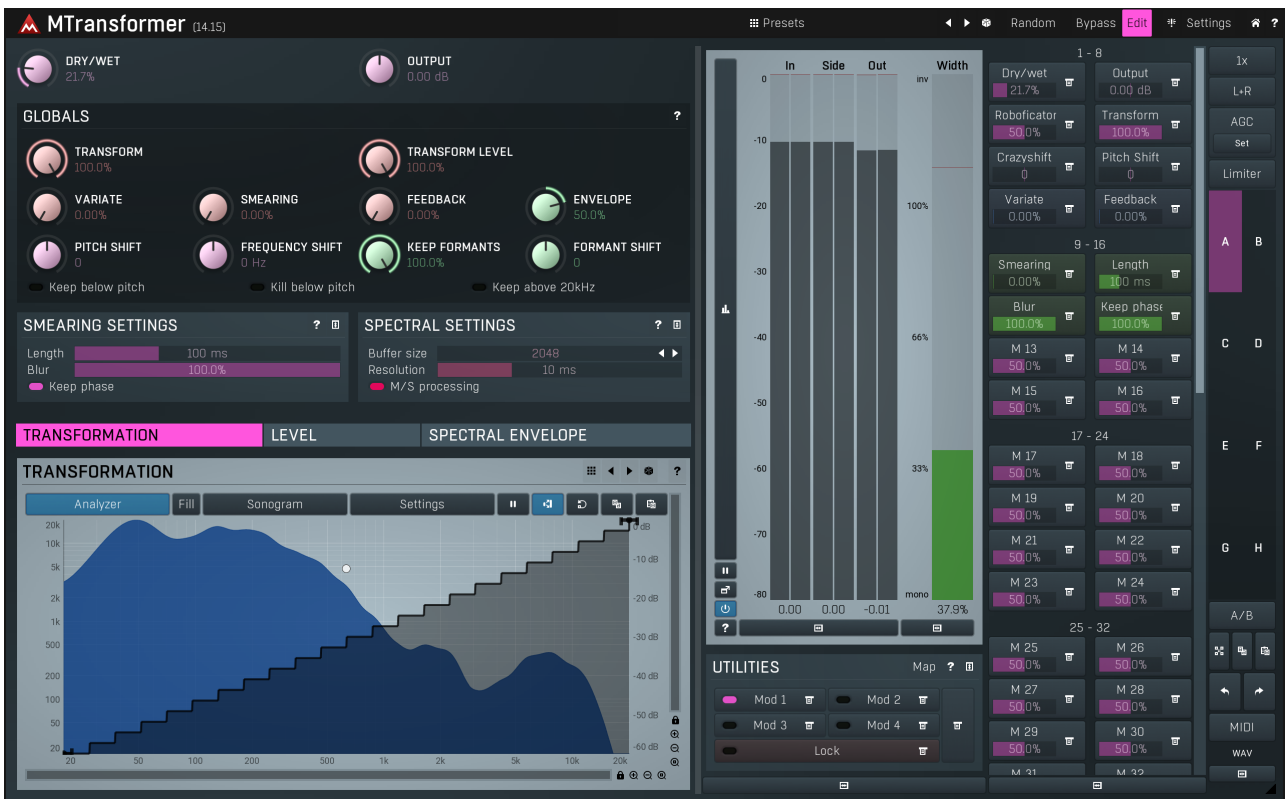 MTransformer (14.15)
Presets
Random
Bypass
Edit
Settings
?
DRY/WET
21.7%
OUTPUT
0.00 dB
GLOBALS
?
TRANSFORM
100.0%
TRANSFORM LEVEL
100.0%
VARIATE
0.00%
SMEARING
0.00%
FEEDBACK
0.00%
ENVELOPE
50.0%
PITCH SHIFT
0
FREQUENCY SHIFT
0 Hz
KEEP FORMANTS
100.0%
FORMANT SHIFT
0
Keep below pitch
Kill below pitch
Keep above 20kHz
SMEARING SETTINGS
?
Length 100 ms
Blur 100.0%
Keep phase
SPECTRAL SETTINGS
?
Buffer size 2048
Resolution 10 ms
M/S processing
TRANSFORMATION
LEVEL
SPECTRAL ENVELOPE
TRANSFORMATION
?
Analyzer
Fill
Sonogram
Settings
20k
10k
5k
2k
1k
500
200
100
50
20
0 dB
-10 dB
-20 dB
-30 dB
-40 dB
-50 dB
-60 dB
20 50 100 200 500 1k 2k 5k 10k 20k
In Side Out Width
0
-10
-20
-30
-40
-50
-60
-70
-80
inv
100%
66%
33%
mono
0.00 0.00 -0.01 37.9%
?
UTILITIES
Map ?
Mod 1
Mod 2
Mod 3
Mod 4
Lock
1 - 8
Dry/wet
21.7%
Output
0.00 dB
Roboficator
50.0%
Transform
100.0%
Crazyshift
0
Pitch Shift
0
Variate
0.00%
Feedback
0.00%
9 - 16
Smearing
0.00%
Length
100 ms
Blur
100.0%
Keep phase
100.0%
M 13
50.0%
M 14
50.0%
M 15
50.0%
M 16
50.0%
17 - 24
M 17
50.0%
M 18
50.0%
M 19
50.0%
M 20
50.0%
M 21
50.0%
M 22
50.0%
M 23
50.0%
M 24
50.0%
25 - 32
M 25
50.0%
M 26
50.0%
M 27
50.0%
M 28
50.0%
M 29
50.0%
M 30
50.0%
M 31
M 32
1x
L+R
AGC
Set
Limiter
A B
C D
E F
G H
A/B
MIDI
WAV